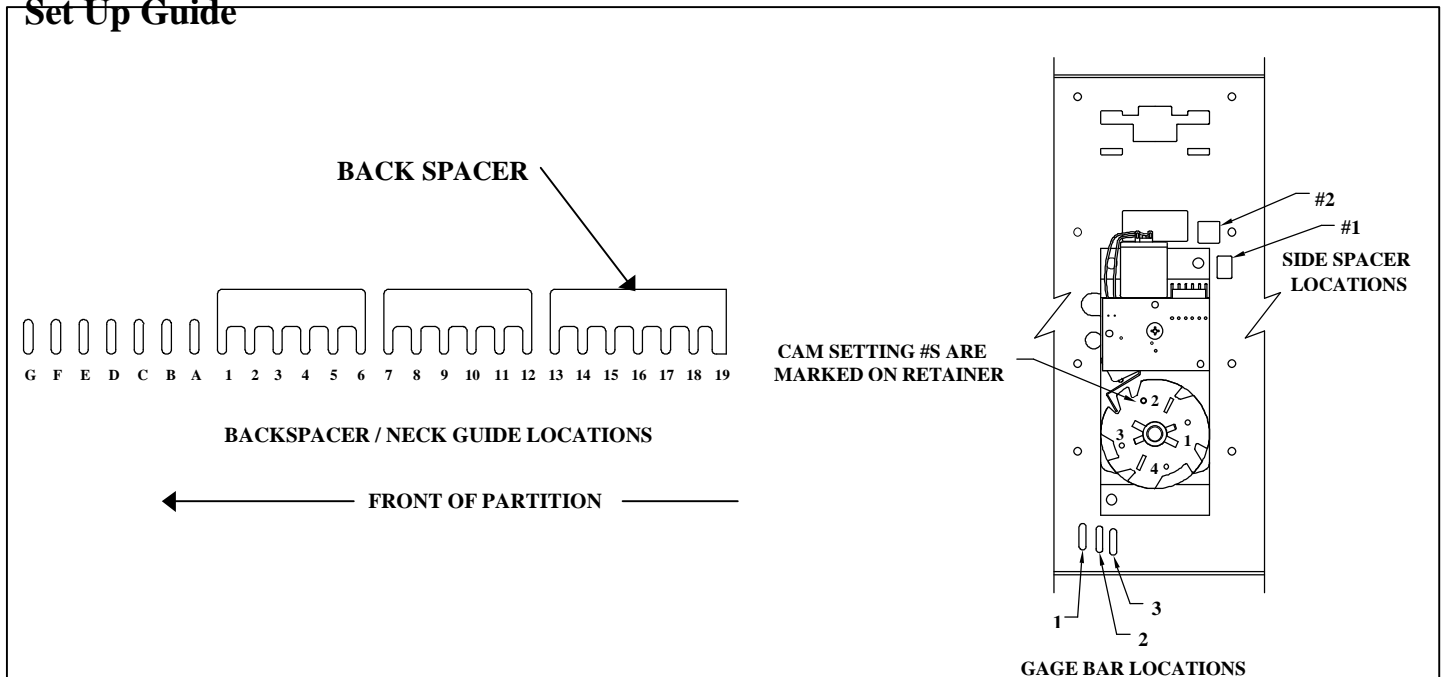 Set Up Guide
BACK SPACER
G F E D C B A 1 2 3 4 5 6 7 8 9 10 11 12 13 14 15 16 17 18 19
BACKSPACER / NECK GUIDE LOCATIONS
FRONT OF PARTITION
#2
#1
SIDE SPACER
LOCATIONS
CAM SETTING #S ARE
MARKED ON RETAINER
2
3
1
4
1
2
3
GAGE BAR LOCATIONS